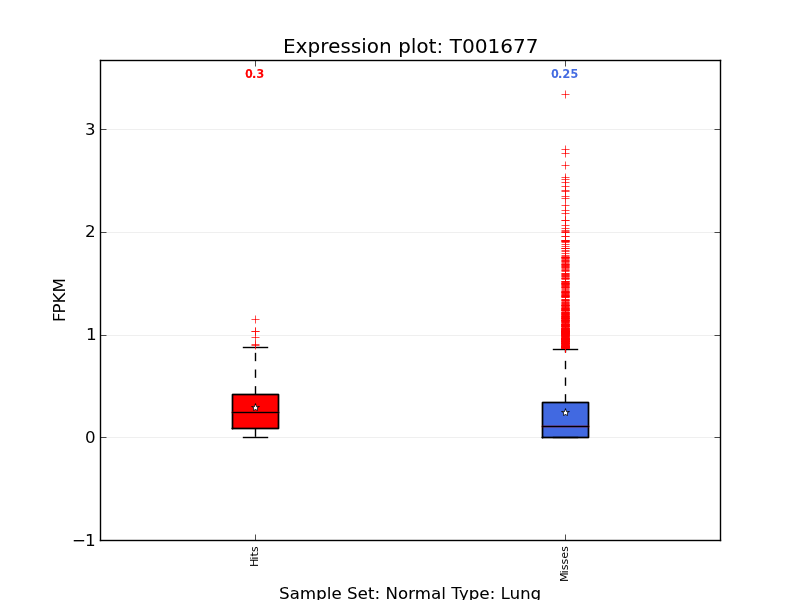 Expression plot: T001677
0.3
0.25
3
2
1
0
−1
FPKM
Hits
Misses
Sample Set: Normal Type: Lung